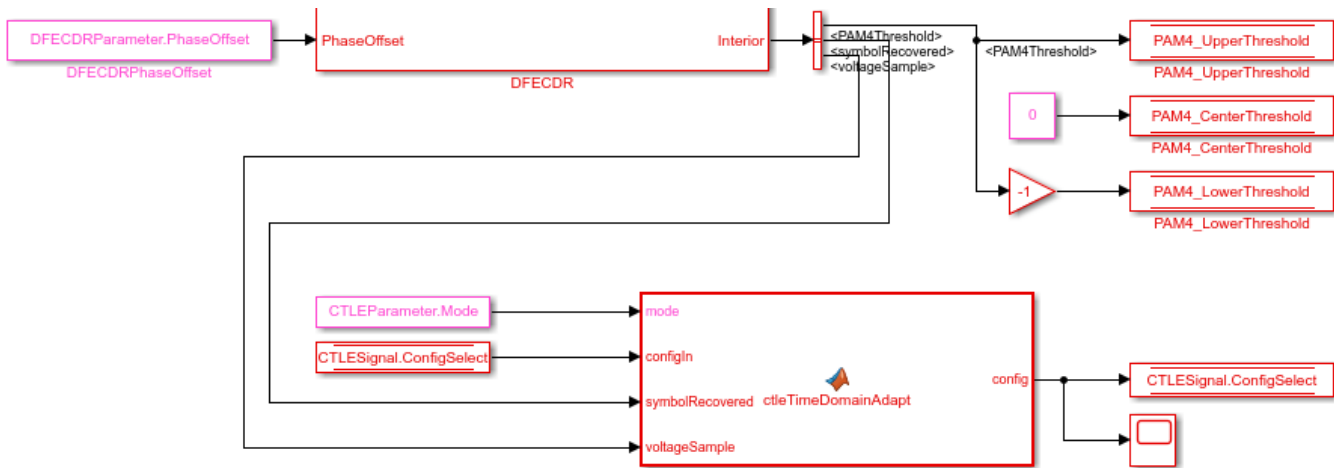 DFECDRParameter.PhaseOffset
DFECDRPhaseOffset
PhaseOffset
Interior
DFECDR
<PAM4Threshold>
<symbolRecovered>
<voltageSample>
<PAM4Threshold>
PAM4_UpperThreshold
PAM4_UpperThreshold
0
PAM4_CenterThreshold
PAM4_CenterThreshold
-1
PAM4_LowerThreshold
PAM4_LowerThreshold
CTLEParameter.Mode
CTLESignal.ConfigSelect
mode
configIn
symbolRecovered
voltageSample
ctleTimeDomainAdapt
config
CTLESignal.ConfigSelect